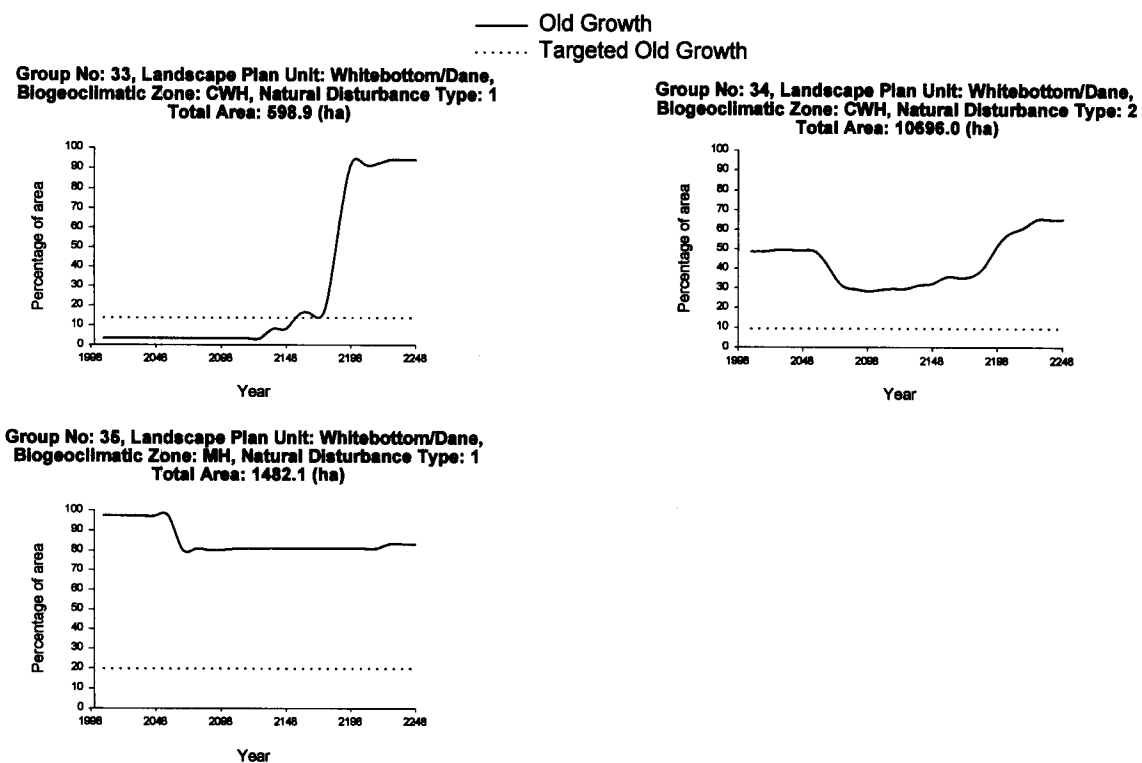 Old Growth
Targeted Old Growth
Group No: 33, Landscape Plan Unit: Whitebottom/Dane,
Biogeoclimatic Zone: CWH, Natural Disturbance Type: 1
Total Area: 598.9 (ha)
Percentage of area
100
90
80
70
60
50
40
30
20
10
0
1998 2048 2098 2148 2198 2248
Year
Group No: 34, Landscape Plan Unit: Whitebottom/Dane,
Biogeoclimatic Zone: CWH, Natural Disturbance Type: 2
Total Area: 10696.0 (ha)
Percentage of area
100
90
80
70
60
50
40
30
20
10
0
1998 2048 2098 2148 2198 2248
Year
Group No: 35, Landscape Plan Unit: Whitebottom/Dane,
Biogeoclimatic Zone: MH, Natural Disturbance Type: 1
Total Area: 1482.1 (ha)
Percentage of area
100
90
80
70
60
50
40
30
20
10
0
1998 2048 2098 2148 2198 2248
Year